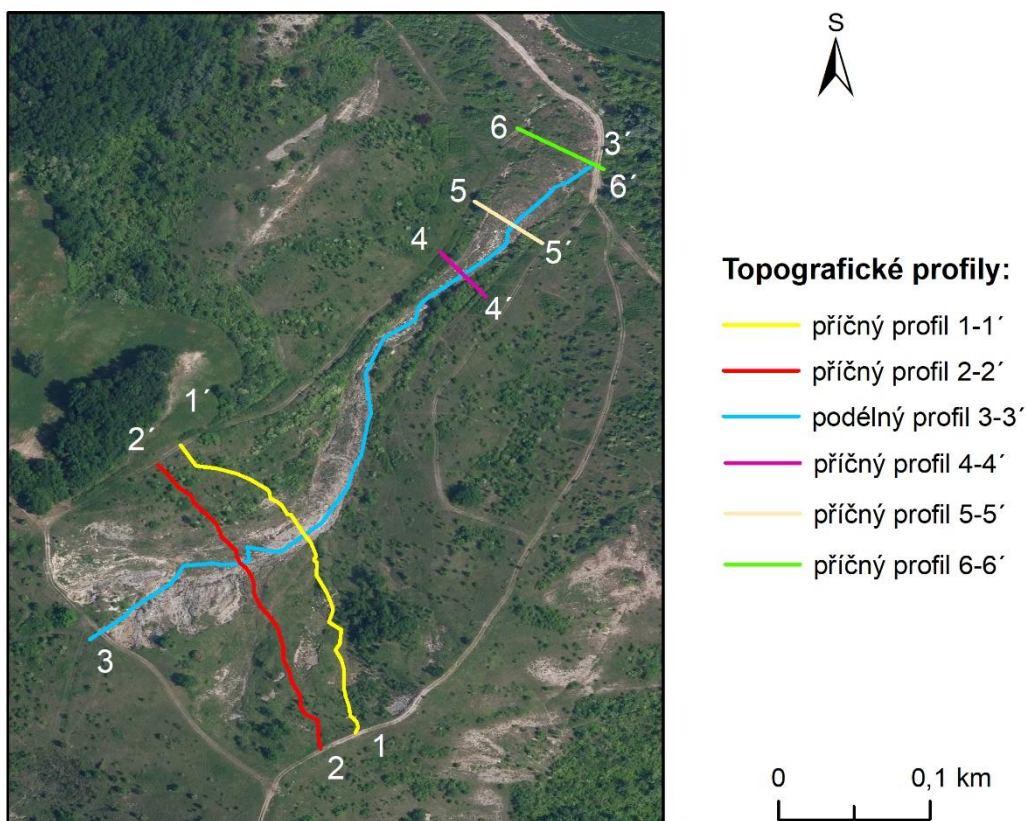 S
6
3´
6´
5
5´
4
4´
1´
2´
3
1
2
Topografické profily:
příčný profil 1-1´
příčný profil 2-2´
podélný profil 3-3´
příčný profil 4-4´
příčný profil 5-5´
příčný profil 6-6´
0 0,1 km